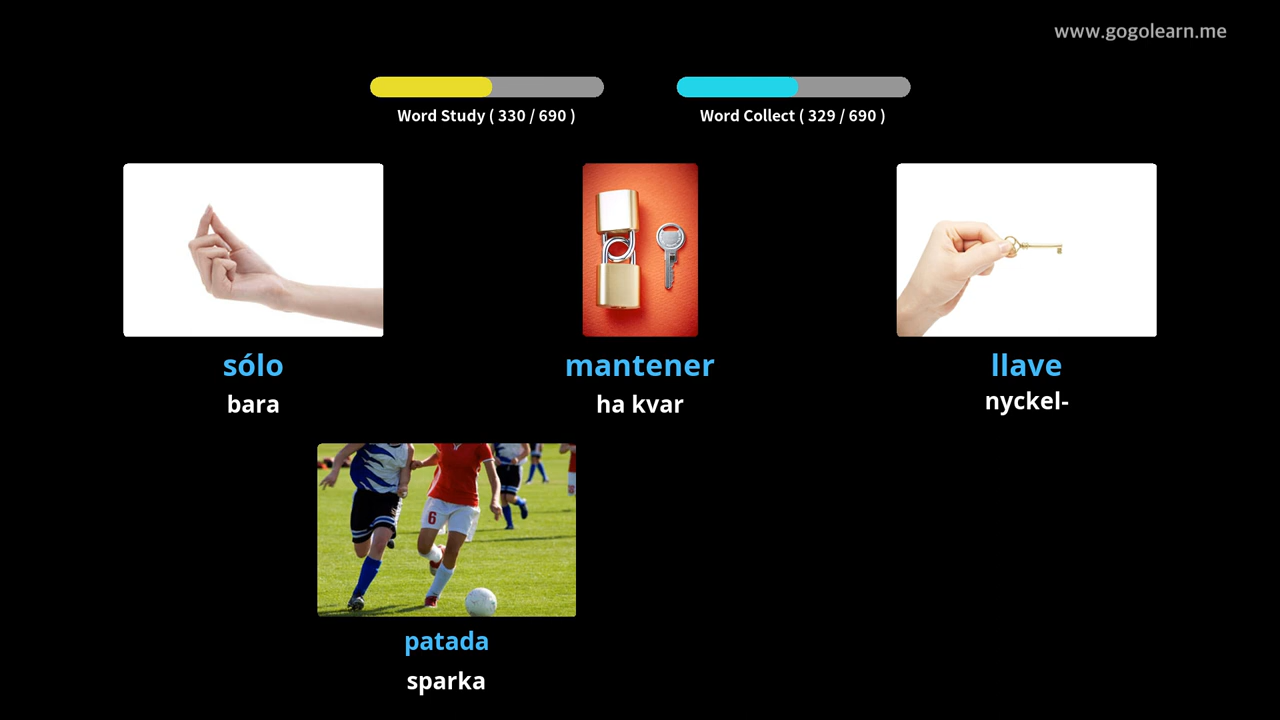 www.gogolearn.me
Word Study ( 330 / 690 )
Word Collect ( 329 / 690 )
sólo
bara
mantener
ha kvar
llave
nyckel-
6
patada
sparka